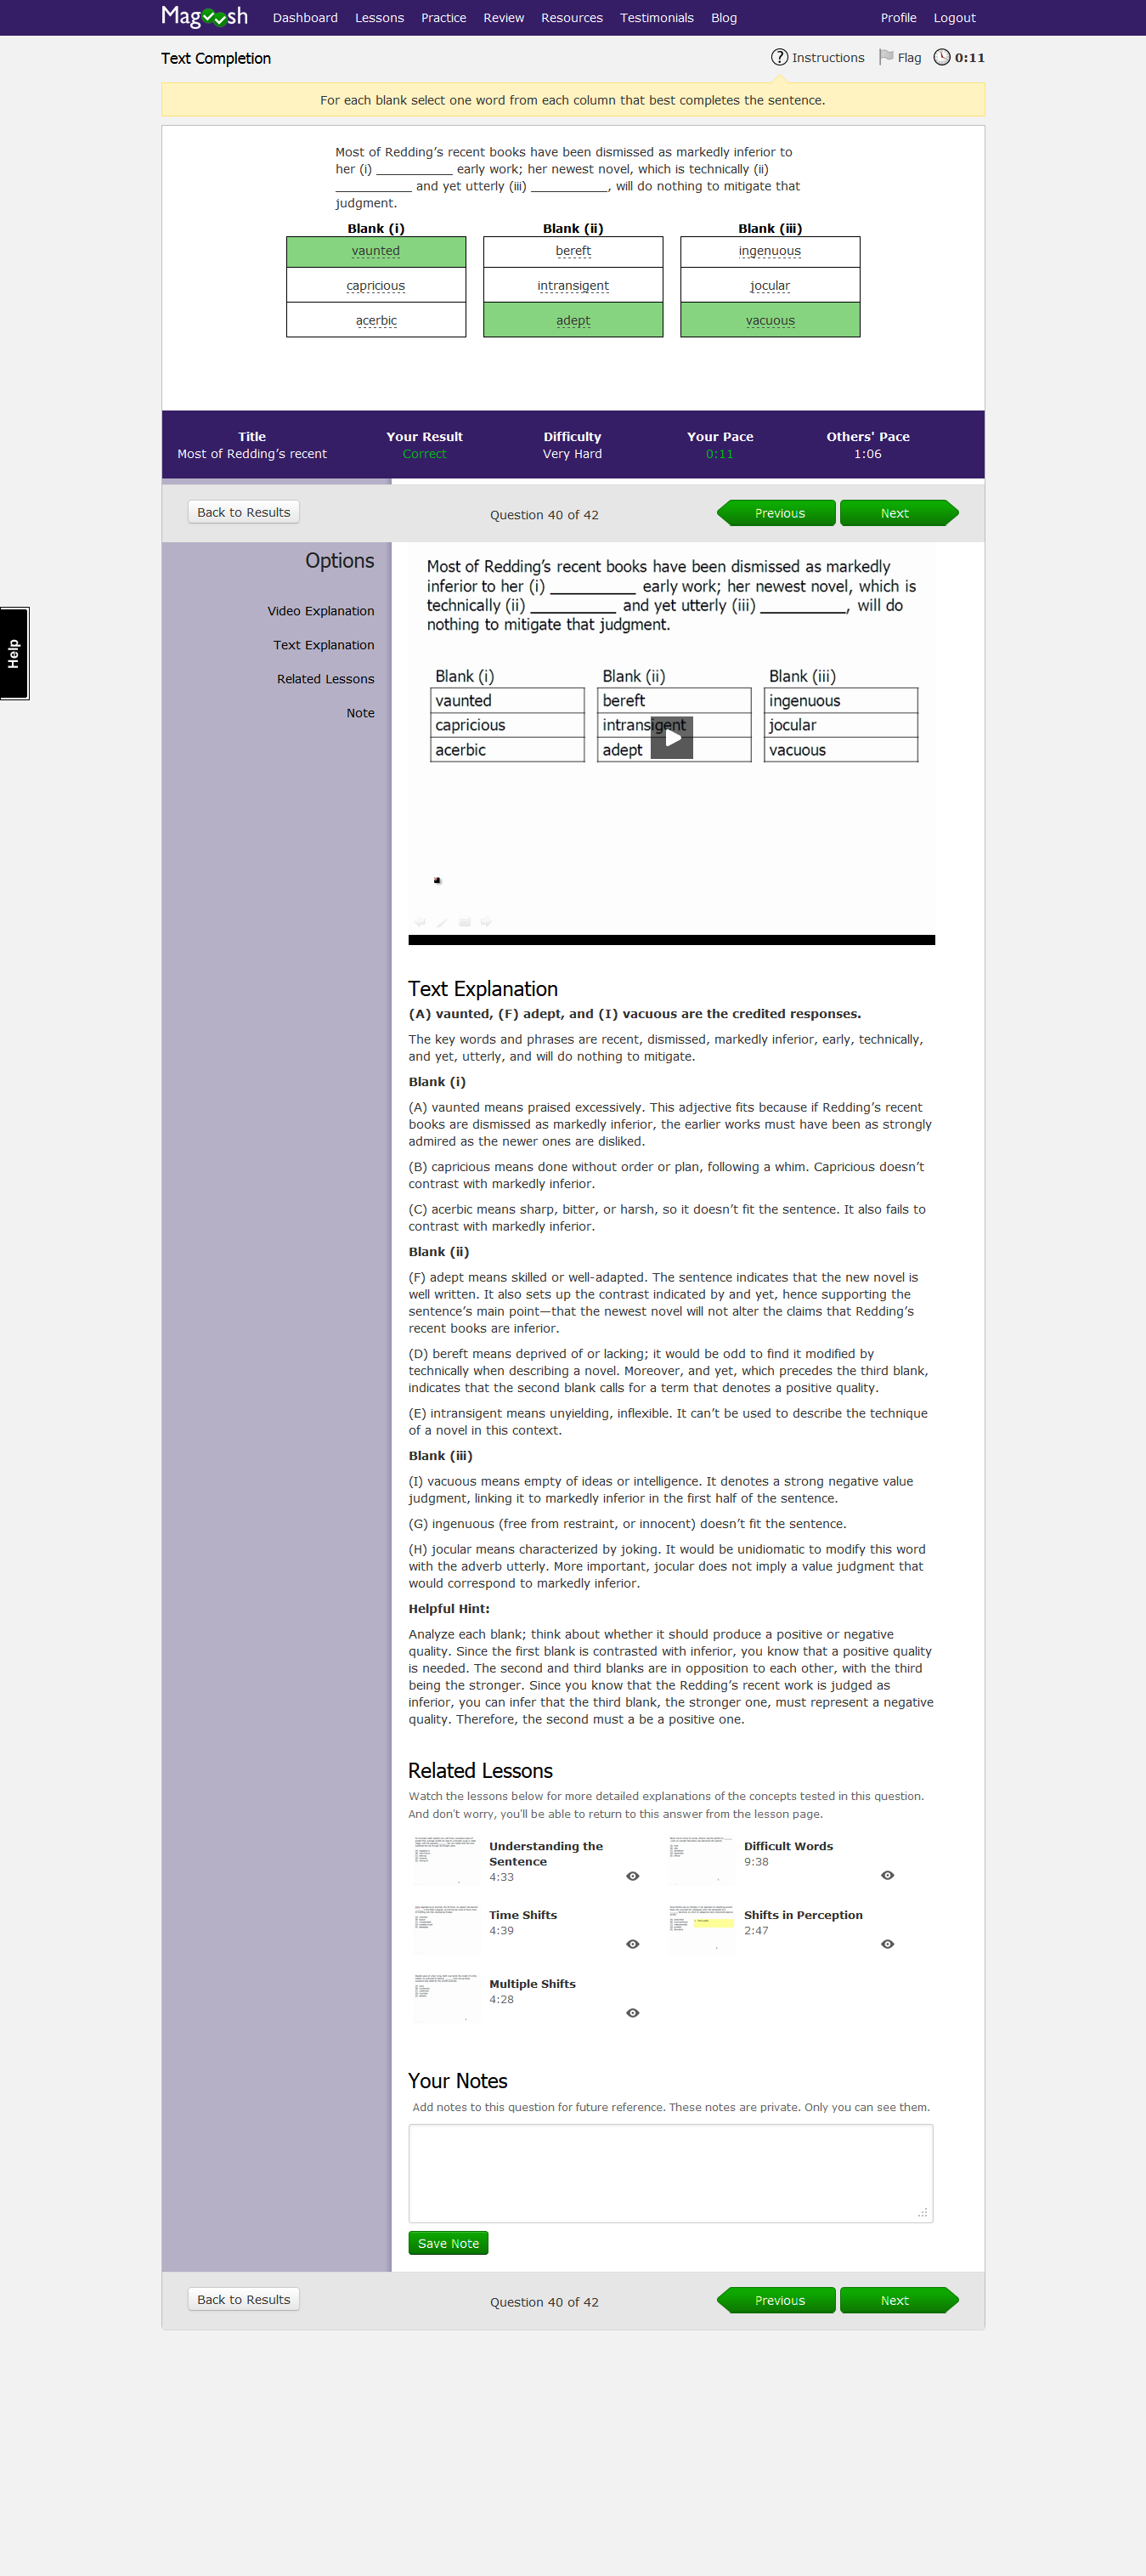 Magoosh Dashboard Lessons Practice Review Resources Testimonials Blog Profile Logout
Text Completion
? Instructions Flag 0:11
For each blank select one word from each column that best completes the sentence.
Most of Redding’s recent books have been dismissed as markedly inferior to
her (i) ____________ early work; her newest novel, which is technically (ii)
____________ and yet utterly (iii) ____________, will do nothing to mitigate that
judgment.
Blank (i) Blank (ii) Blank (iii)
vaunted bereft ingenuous
capricious intransigent jocular
acerbic adept vacuous
Title Your Result Difficulty Your Pace Others' Pace
Most of Redding’s recent Correct Very Hard 0:11 1:06
Back to Results Question 40 of 42 Previous Next
Help
Options
Video Explanation
Text Explanation
Related Lessons
Note
Most of Redding’s recent books have been dismissed as markedly
inferior to her (i) __________ early work; her newest novel, which is
technically (ii) __________ and yet utterly (iii) __________, will do
nothing to mitigate that judgment.
Blank (i) Blank (ii) Blank (iii)
vaunted bereft ingenuous
capricious intransigent jocular
acerbic adept vacuous
Text Explanation
(A) vaunted, (F) adept, and (I) vacuous are the credited responses.
The key words and phrases are recent, dismissed, markedly inferior, early, technically,
and yet, utterly, and will do nothing to mitigate.
Blank (i)
(A) vaunted means praised excessively. This adjective fits because if Redding’s recent
books are dismissed as markedly inferior, the earlier works must have been as strongly
admired as the newer ones are disliked.
(B) capricious means done without order or plan, following a whim. Capricious doesn’t
contrast with markedly inferior.
(C) acerbic means sharp, bitter, or harsh, so it doesn’t fit the sentence. It also fails to
contrast with markedly inferior.
Blank (ii)
(F) adept means skilled or well-adapted. The sentence indicates that the new novel is
well written. It also sets up the contrast indicated by and yet, hence supporting the
sentence’s main point—that the newest novel will not alter the claims that Redding’s
recent books are inferior.
(D) bereft means deprived of or lacking; it would be odd to find it modified by
technically when describing a novel. Moreover, and yet, which precedes the third blank,
indicates that the second blank calls for a term that denotes a positive quality.
(E) intransigent means unyielding, inflexible. It can’t be used to describe the technique
of a novel in this context.
Blank (iii)
(I) vacuous means empty of ideas or intelligence. It denotes a strong negative value
judgment, linking it to markedly inferior in the first half of the sentence.
(G) ingenuous (free from restraint, or innocent) doesn’t fit the sentence.
(H) jocular means characterized by joking. It would be unidiomatic to modify this word
with the adverb utterly. More important, jocular does not imply a value judgment that
would correspond to markedly inferior.
Helpful Hint:
Analyze each blank; think about whether it should produce a positive or negative
quality. Since the first blank is contrasted with inferior, you know that a positive quality
is needed. The second and third blanks are in opposition to each other, with the third
being the stronger. Since you know that the Redding’s recent work is judged as
inferior, you can infer that the third blank, the stronger one, must represent a negative
quality. Therefore, the second must a be a positive one.
Related Lessons
Watch the lessons below for more detailed explanations of the concepts tested in this question.
And don't worry, you'll be able to return to this answer from the lesson page.
Understanding the
Sentence
4:33
Difficult Words
9:38
Time Shifts
4:39
Shifts in Perception
2:47
Multiple Shifts
4:28
Your Notes
Add notes to this question for future reference. These notes are private. Only you can see them.
Save Note
Back to Results Question 40 of 42 Previous Next